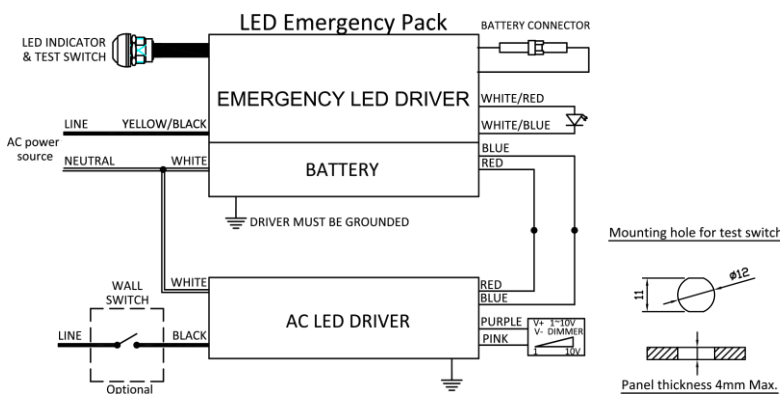 LED Emergency Pack
BATTERY CONNECTOR
LED INDICATOR
& TEST SWITCH
EMERGENCY LED DRIVER
WHITE/RED
WHITE/BLUE
LINE
YELLOW/BLACK
AC power
source
NEUTRAL
WHITE
BATTERY
BLUE
RED
DRIVER MUST BE GROUNDED
Mounting hole for test switch
WHITE
RED
BLUE
WALL
SWITCH
AC LED DRIVER
11
ø12
LINE
BLACK
PURPLE
PINK
V+ 1~10V
V- DIMMER
1 10V
Optional
Panel thickness 4mm Max.